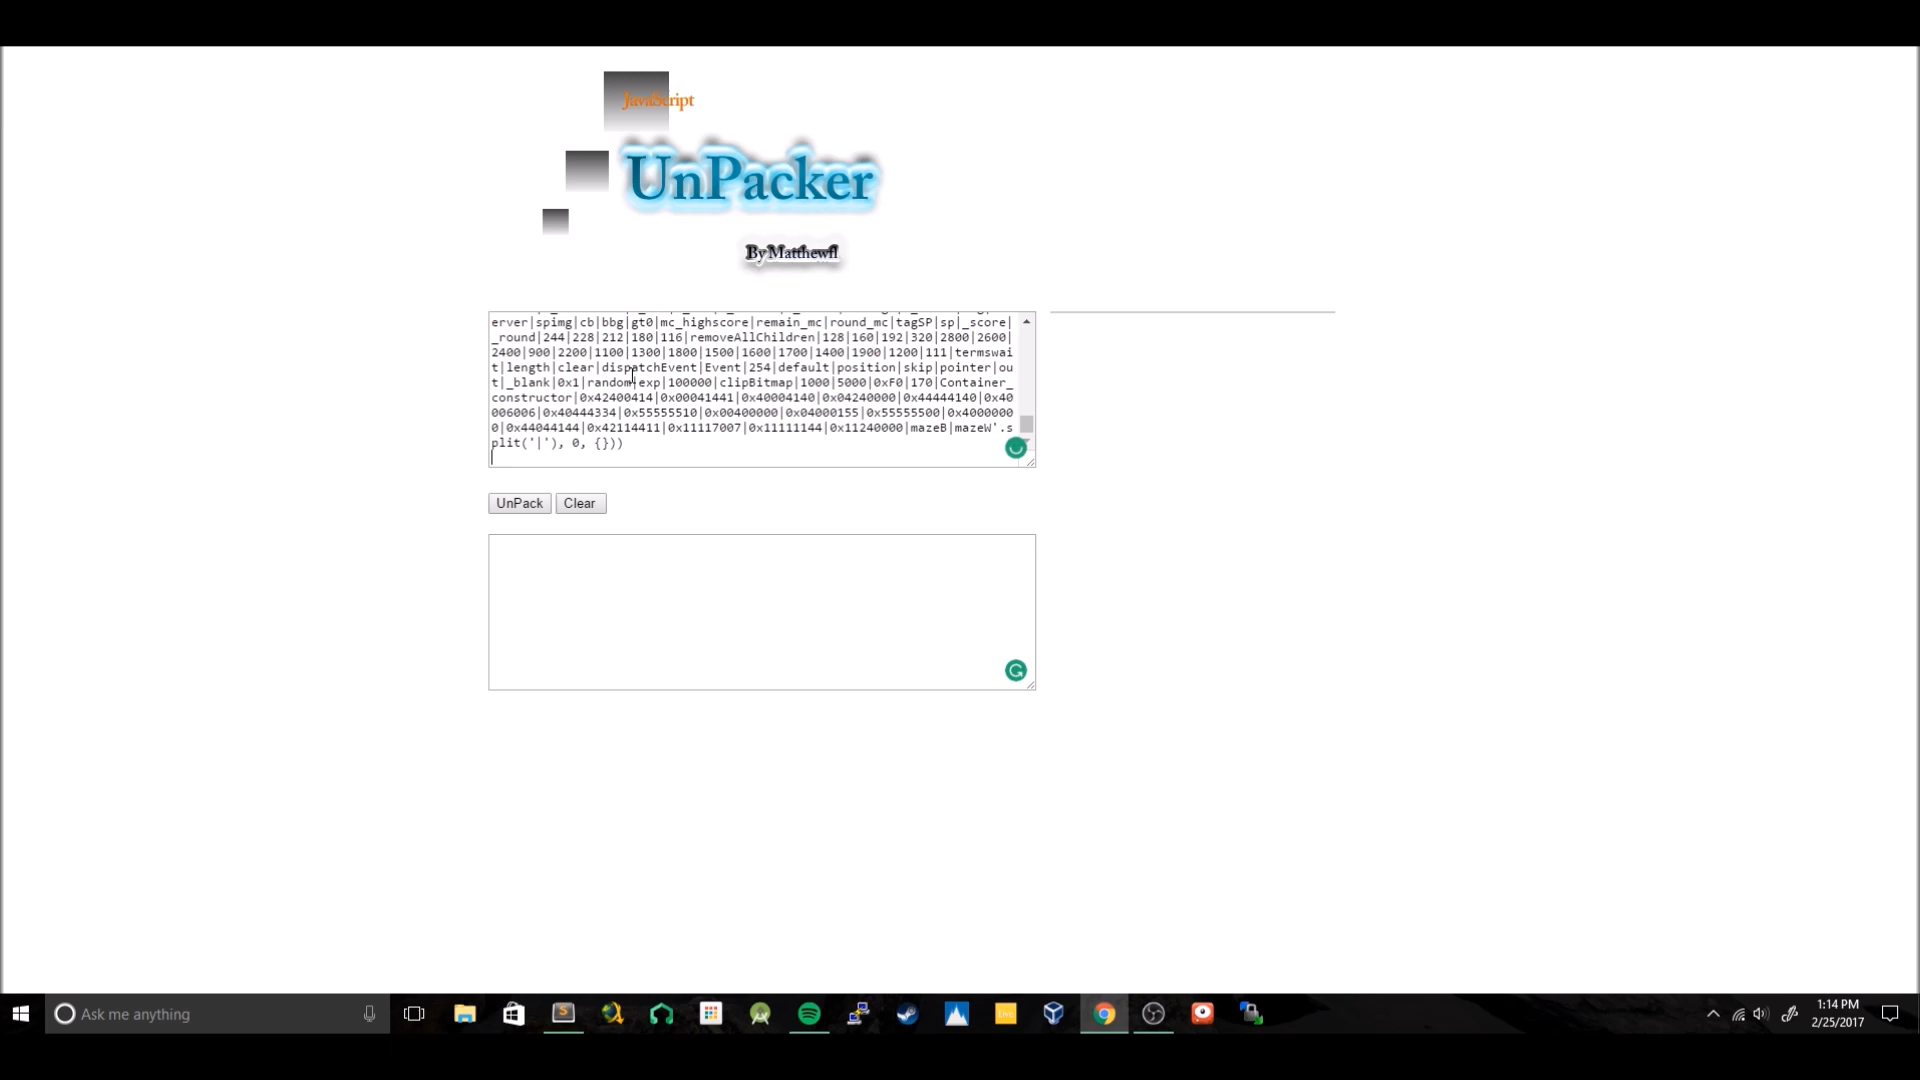 JavaScript
UnPacker
By Matthewfl
erver|spimg|cb|bbg|gt0|mc_highscore|remain_mc|round_mc|tagSP|sp|_score|
_round|244|228|212|180|116|removeAllChildren|128|160|192|320|2800|2600|
2400|900|2200|1100|1300|1800|1500|1600|1700|1400|1900|1200|111|termswai
t|length|clear|dispatchEvent|Event|254|default|position|skip|pointer|ou
t|_blank|0x1|random|exp|100000|clipBitmap|1000|5000|0xF0|170|Container_
constructor|0x42400414|0x00041441|0x40004140|0x04240000|0x44444140|0x40
006006|0x40444334|0x55555510|0x00400000|0x04000155|0x55555500|0x4000000
0|0x44044144|0x42114411|0x11117007|0x11111144|0x11240000|mazeB|mazeW'.s
plit('|'), 0, {}))
UnPack Clear
Ask me anything
1:14 PM
2/25/2017